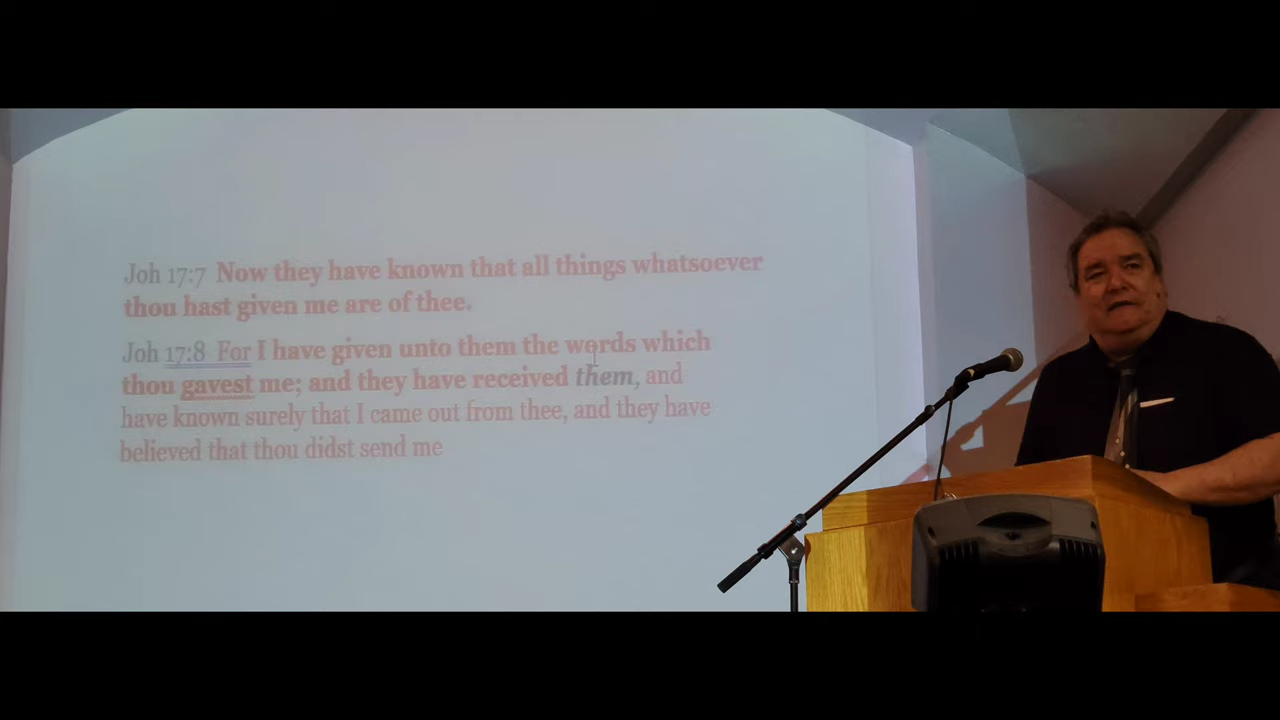 Joh 17:7 Now they have known that all things whatsoever
thou hast given me are of thee.
Joh 17:8 For I have given unto them the words which
thou gavest me; and they have received them, and
have known surely that I came out from thee, and they have
believed that thou didst send me